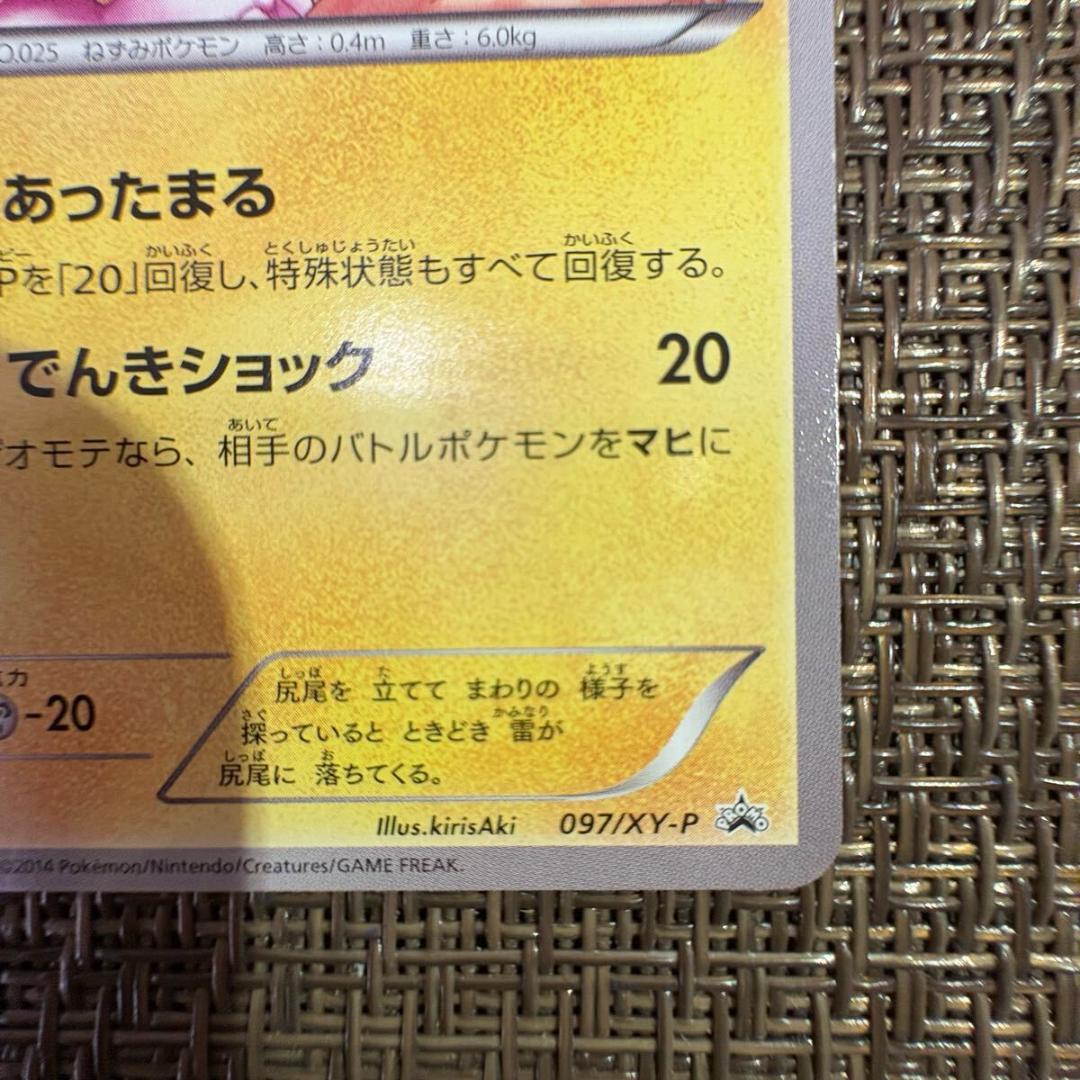 O.025 ねずみポケモン 高さ：0.4m 重さ：6.0kg
あったまる
Pを「20」回復し、特殊状態もすべて回復する。
でんきショック 20
オモテなら、相手のバトルポケモンをマヒに
力
-20
尻尾を 立てて まわりの 様子を
探っていると ときどき 雷が
尻尾に 落ちてくる。
Illus.kirisAki 097/XY-P PROMO
©2014 Pokémon/Nintendo/Creatures/GAME FREAK.